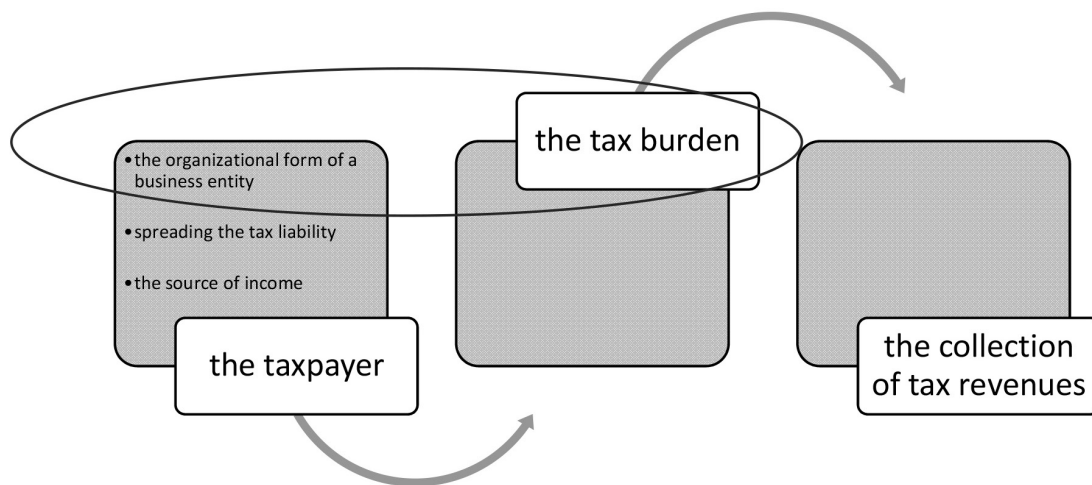 the tax burden
•the organizational form of a
business entity
•spreading the tax liability
•the source of income
the taxpayer
the collection
of tax revenues